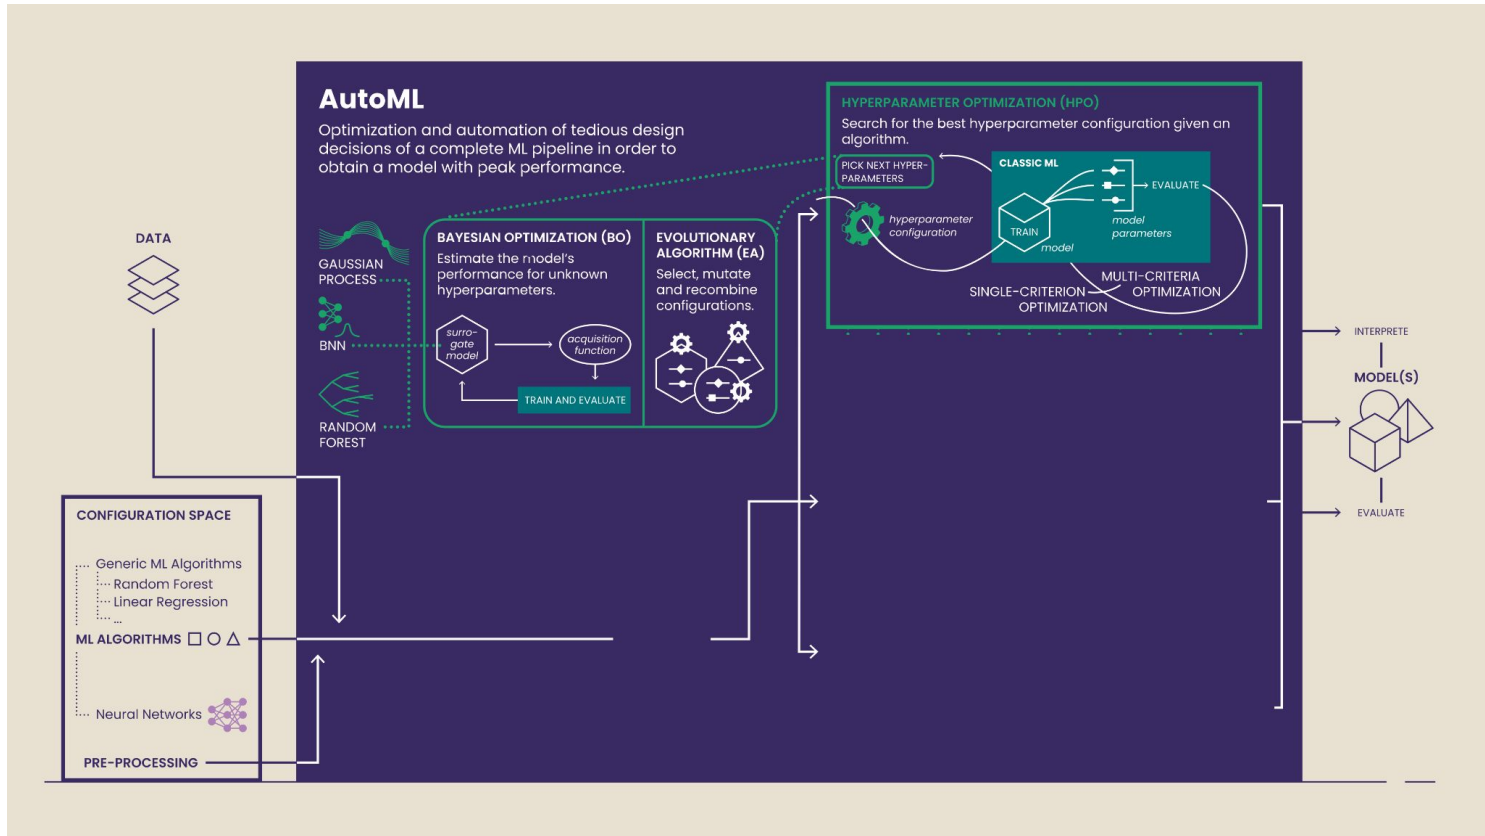 AutoML
Optimization and automation of tedious design
decisions of a complete ML pipeline in order to
obtain a model with peak performance.
HYPERPARAMETER OPTIMIZATION (HPO)
Search for the best hyperparameter configuration given an
algorithm.
PICK NEXT HYPER-
PARAMETERS
CLASSIC ML
EVALUATE
TRAIN
model
model
parameters
hyperparameter
configuration
MULTI-CRITERIA
OPTIMIZATION
SINGLE-CRITERION
OPTIMIZATION
DATA
GAUSSIAN
PROCESS
BNN
RANDOM
FOREST
BAYESIAN OPTIMIZATION (BO)
Estimate the model's
performance for unknown
hyperparameters.
surro-
gate
model
acquisition
function
TRAIN AND EVALUATE
EVOLUTIONARY
ALGORITHM (EA)
Select, mutate
and recombine
configurations.
INTERPRETE
MODEL(S)
EVALUATE
CONFIGURATION SPACE
Generic ML Algorithms
Random Forest
Linear Regression
...
ML ALGORITHMS
Neural Networks
PRE-PROCESSING